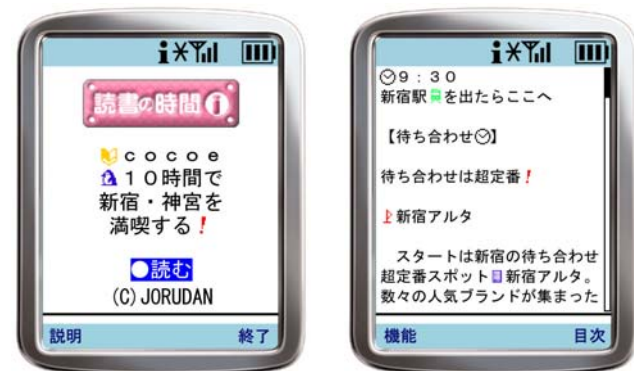 読書の時間i
cocoe
10時間で
新宿・神宮を
満喫する!
●読む
(C) JORUDAN
説明 終了
9:30
新宿駅を出たらここへ
【待ち合わせ】
待ち合わせは超定番!
新宿アルタ
スタートは新宿の待ち合わせ
超定番スポット新宿アルタ。
数々の人気ブランドが集まった
機能 目次